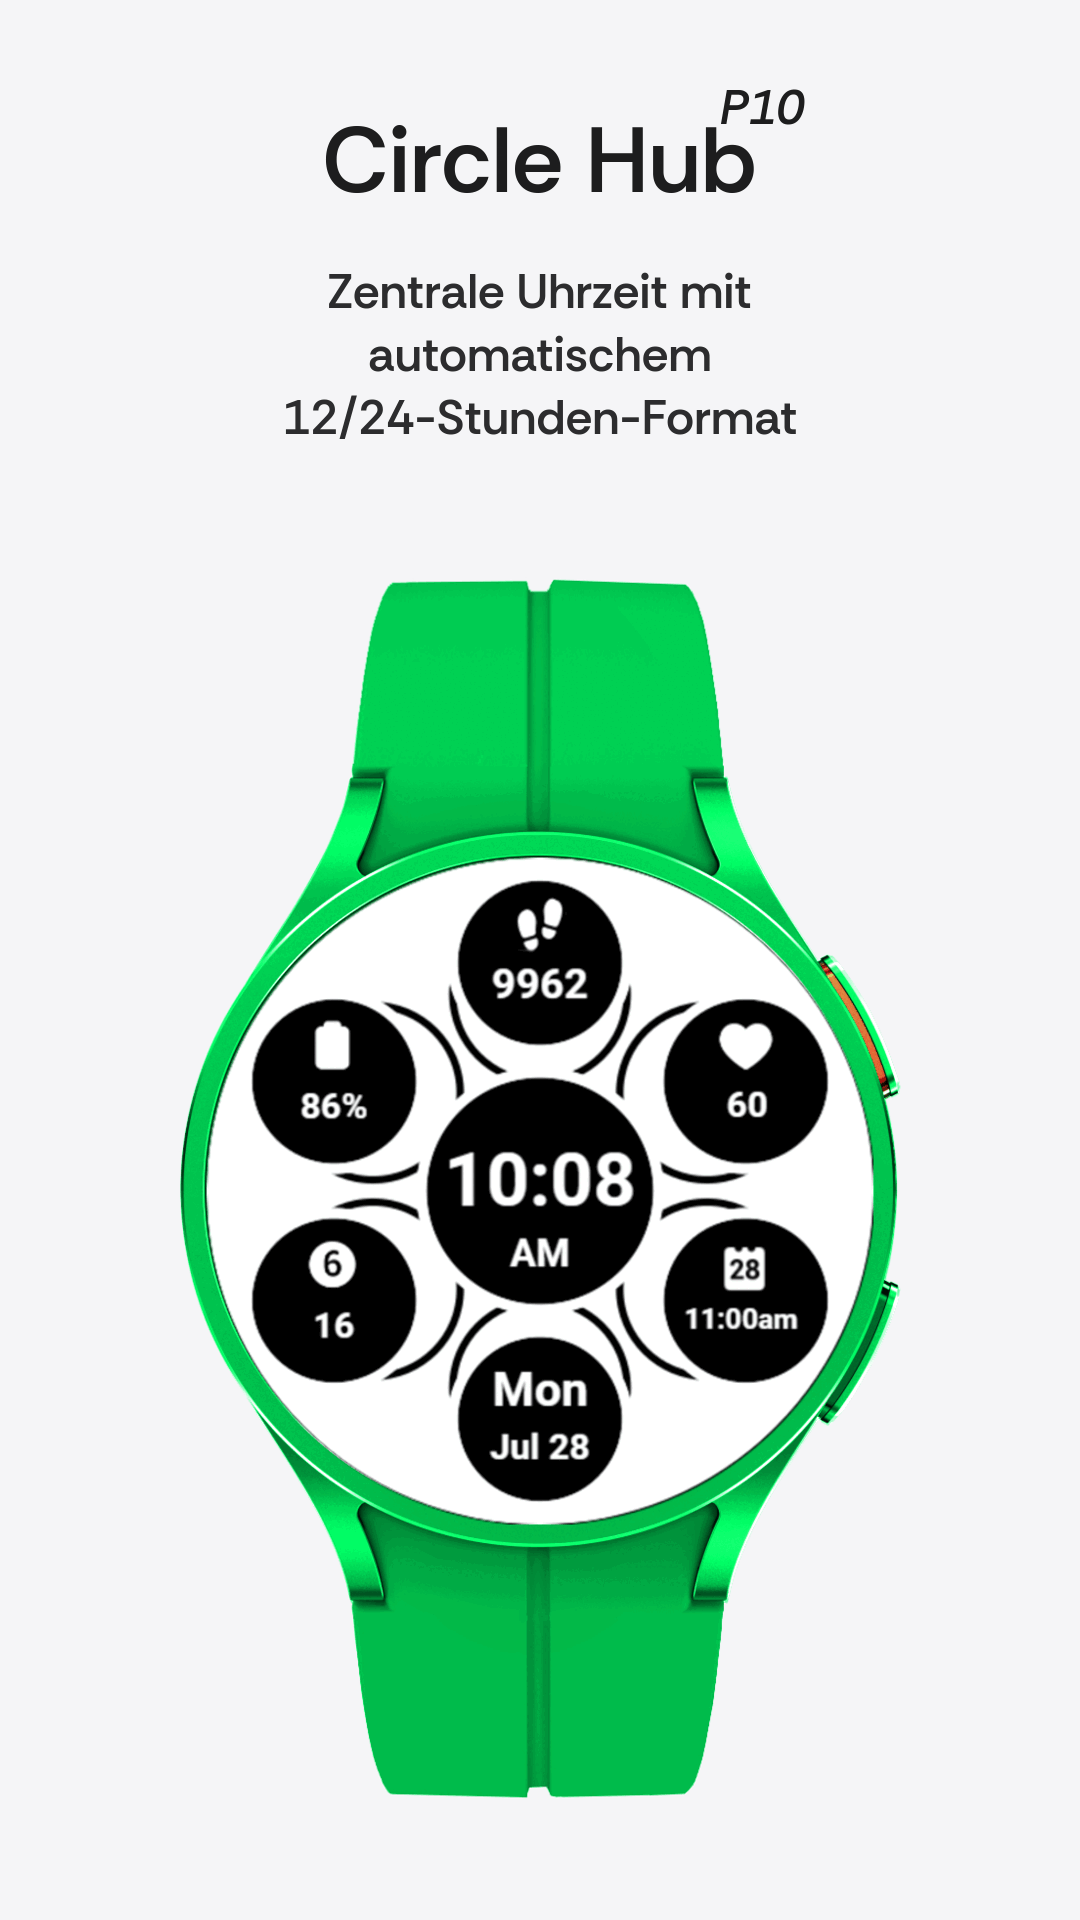 P10
Circle Hub
Zentrale Uhrzeit mit
automatischem
12/24-Stunden-Format
9962
86%
60
10:08
AM
6
16
28
11:00am
Mon
Jul 28